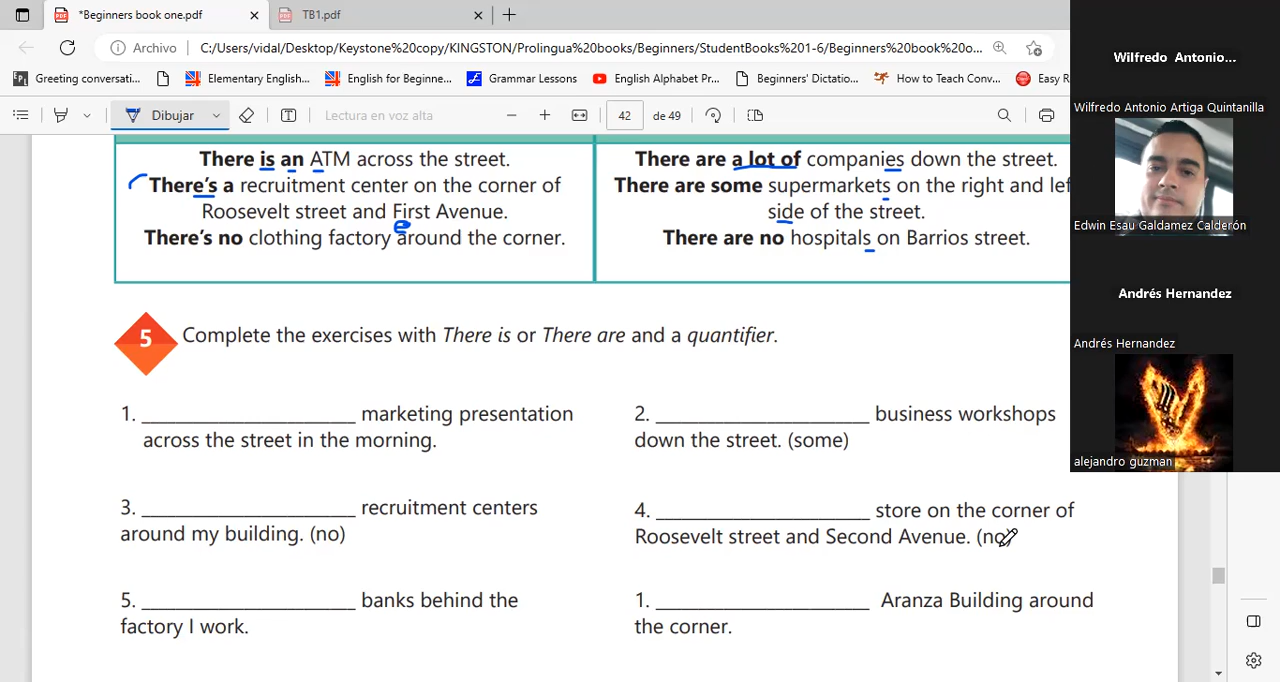 *Beginners book one.pdf
TB1.pdf
Archivo
C:/Users/vidal/Desktop/Keystone%20copy/KINGSTON/Prolingua%20books/Beginners/StudentBooks%201-6/Beginners%20book%20o...
Greeting conversati...
Elementary English...
English for Beginne...
Grammar Lessons
English Alphabet Pr...
Beginners' Dictatio...
How to Teach Conv...
Easy R
Dibujar
Lectura en voz alta
42
de 49
There is an ATM across the street.
There's a recruitment center on the corner of
Roosevelt street and First Avenue.
e
There's no clothing factory around the corner.
There are a lot of companies down the street.
There are some supermarkets on the right and lef
side of the street.
There are no hospitals on Barrios street.
5
Complete the exercises with There is or There are and a quantifier.
1. ____________________ marketing presentation
across the street in the morning.
2. ____________________ business workshops
down the street. (some)
3. ____________________ recruitment centers
around my building. (no)
4. ____________________ store on the corner of
Roosevelt street and Second Avenue. (no)
5. ____________________ banks behind the
factory I work.
1. ____________________ Aranza Building around
the corner.
Wilfredo Antonio...
Wilfredo Antonio Artiga Quintanilla
Edwin Esau Galdamez Calderón
Andrés Hernandez
Andrés Hernandez
alejandro guzman